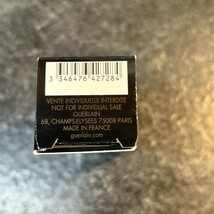 3 346476 427284
VENTE INDIVIDUELLE INTERDITE
NOT FOR INDIVIDUAL SALE
GUERLAIN
68, CHAMPS-ELYSEES 75008 PARIS
MADE IN FRANCE
guerlain.com